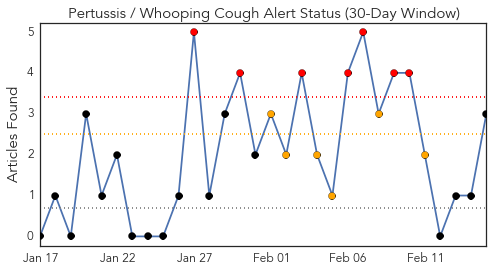 Pertussis / Whooping Cough Alert Status (30-Day Window)
5
4
3
2
1
0
Articles Found
Jan 17 Jan 22 Jan 27 Feb 01 Feb 06 Feb 11